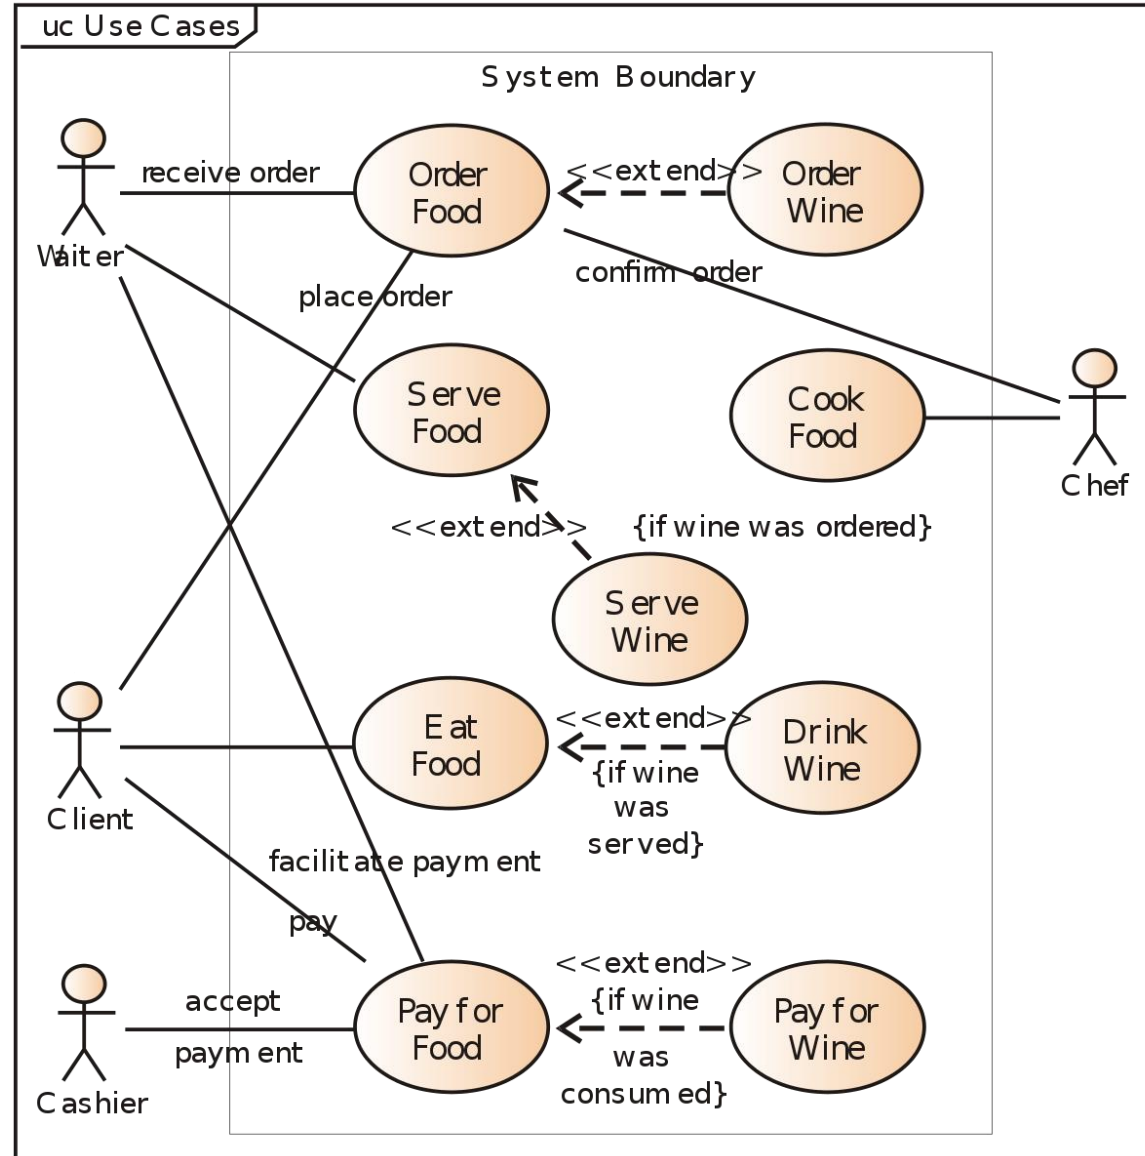 uc Use Cases
System Boundary
receive order
Order
Food
<<extend>>
Order
Wine
Waiter
confirm order
place order
Serve
Food
Cook
Food
Chef
<<extend>>
{if wine was ordered}
Serve
Wine
Eat
Food
<<extend>>
{if wine
was
served}
Drink
Wine
Client
facilitate payment
pay
accept
payment
Cashier
Pay for
Food
<<extend>>
{if wine
was
consumed}
Pay for
Wine